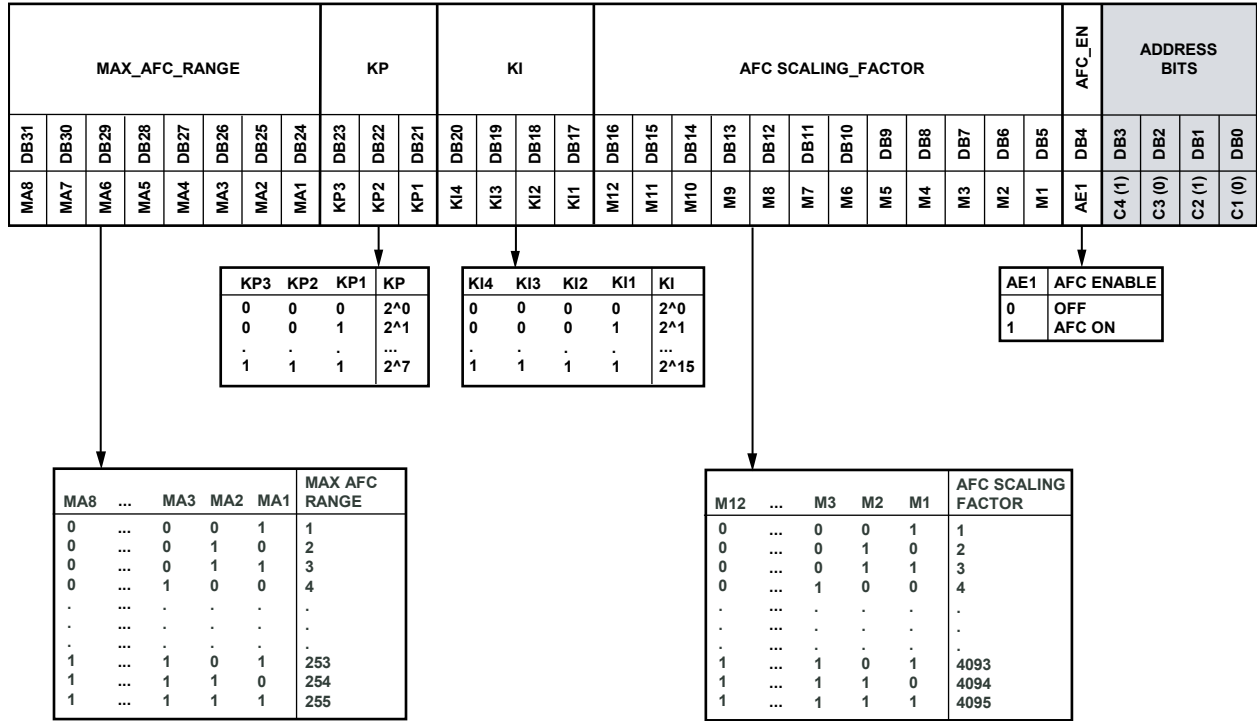 MAX_AFC_RANGE KP KI AFC SCALING_FACTOR AFC_EN ADDRESS
BITS
DB31 DB30 DB29 DB28 DB27 DB26 DB25 DB24 DB23 DB22 DB21 DB20 DB19 DB18 DB17 DB16 DB15 DB14 DB13 DB12 DB11 DB10 DB9 DB8 DB7 DB6 DB5 DB4 DB3 DB2 DB1 DB0
MA8 MA7 MA6 MA5 MA4 MA3 MA2 MA1 KP3 KP2 KP1 KI4 KI3 KI2 KI1 M12 M11 M10 M9 M8 M7 M6 M5 M4 M3 M2 M1 AE1 C4 (1) C3 (0) C2 (1) C1 (0)
KP3 KP2 KP1 KP
0 0 0 2^0
0 0 1 2^1
. . . ...
1 1 1 2^7
KI4 KI3 KI2 KI1 KI
0 0 0 0 2^0
0 0 0 1 2^1
. . . . ...
1 1 1 1 2^15
AE1 AFC ENABLE
0 OFF
1 AFC ON
MA8 ... MA3 MA2 MA1 MAX AFC
RANGE
0 ... 0 0 1 1
0 ... 0 1 0 2
0 ... 0 1 1 3
0 ... 1 0 0 4
. ... . . . .
. ... . . . .
. ... . . . .
1 ... 1 0 1 253
1 ... 1 1 0 254
1 ... 1 1 1 255
M12 ... M3 M2 M1 AFC SCALING
FACTOR
0 ... 0 0 1 1
0 ... 0 1 0 2
0 ... 0 1 1 3
0 ... 1 0 0 4
. ... . . . .
. ... . . . .
. ... . . . .
1 ... 1 0 1 4093
1 ... 1 1 0 4094
1 ... 1 1 1 4095